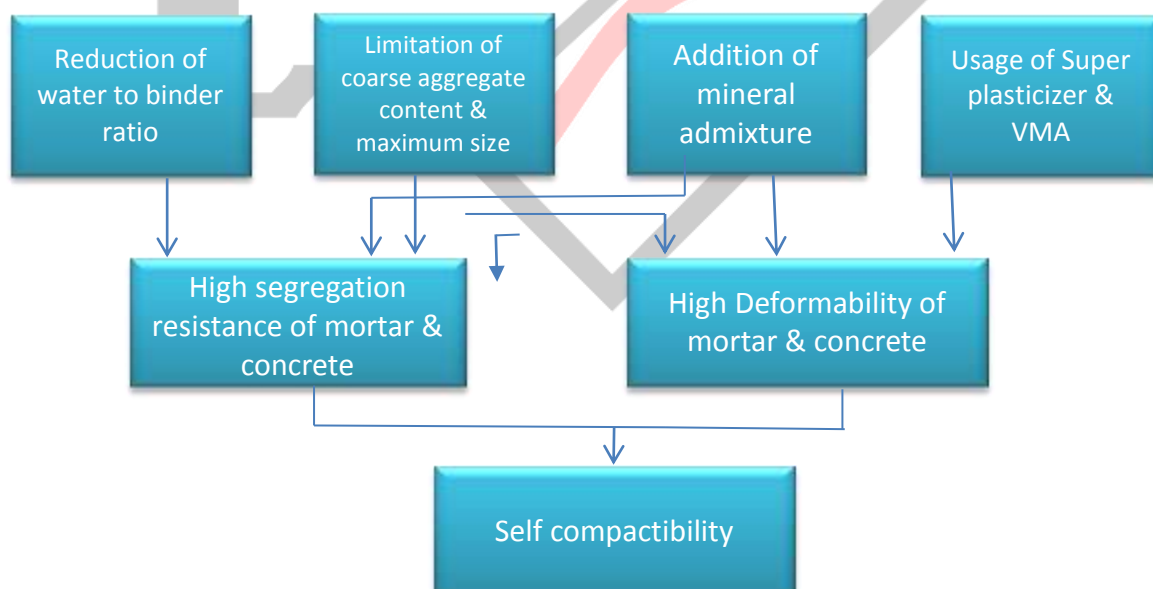 Reduction of
water to binder
ratio
Limitation of
coarse aggregate
content &
maximum size
Addition of
mineral
admixture
Usage of Super
plasticizer &
VMA
High segregation
resistance of mortar &
concrete
High Deformability of
mortar & concrete
Self compactibility